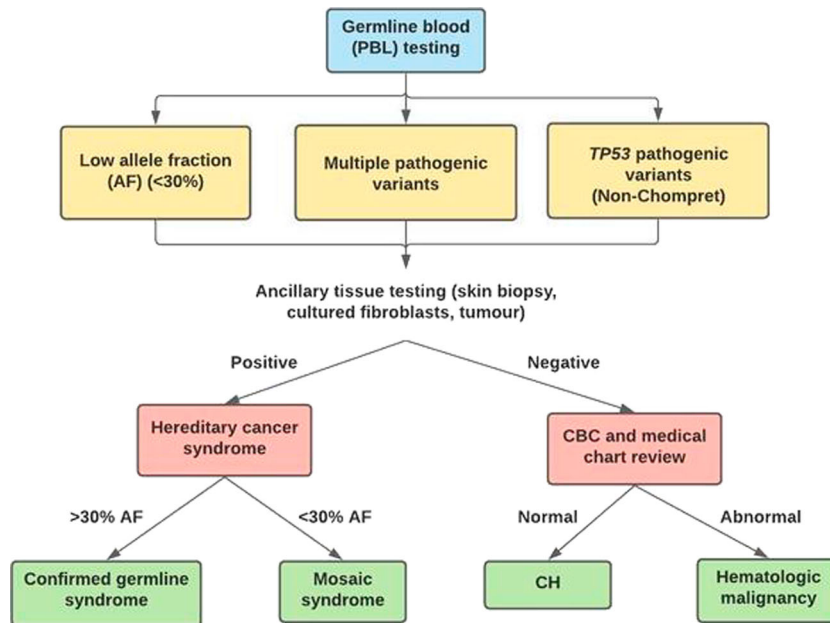 Germline blood
(PBL) testing
Low allele fraction
(AF) (<30%)
Multiple pathogenic
variants
TP53 pathogenic
variants
(Non-Chompret)
Ancillary tissue testing (skin biopsy,
cultured fibroblasts, tumour)
Positive
Negative
Hereditary cancer
syndrome
CBC and medical
chart review
>30% AF
<30% AF
Normal
Abnormal
Confirmed germline
syndrome
Mosaic
syndrome
CH
Hematologic
malignancy